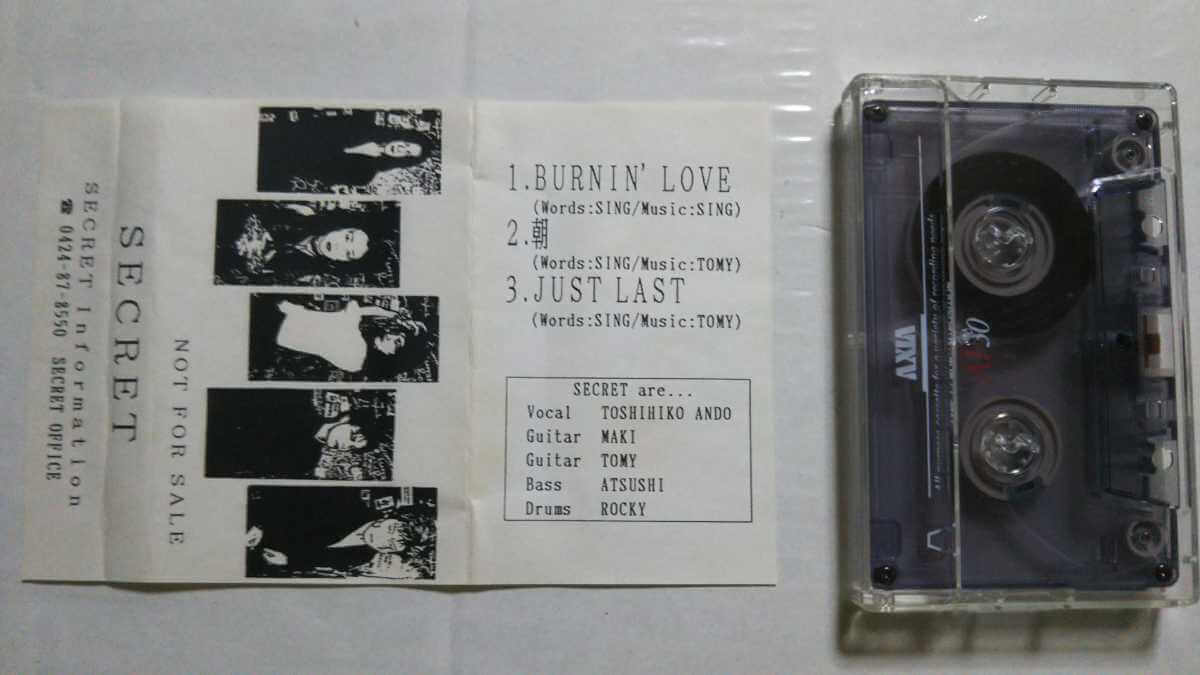 1.BURNIN' LOVE
(Words:SING/Music:SING)
2.朝
(Words:SING/Music:TOMY)
3.JUST LAST
(Words:SING/Music:TOMY)
SECRET are...
Vocal TOSHIHIKO ANDO
Guitar MAKI
Guitar TOMY
Bass ATSUSHI
Drums ROCKY
NOT FOR SALE
SECRET
SECRET Information
☎ 0424-87-8550 SECRET OFFICE
AXIA
30
A